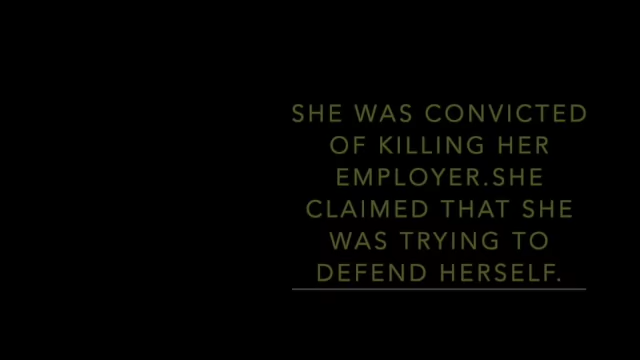 SHE WAS CONVICTED
OF KILLING HER
EMPLOYER.SHE
CLAIMED THAT SHE
WAS TRYING TO
DEFEND HERSELF.